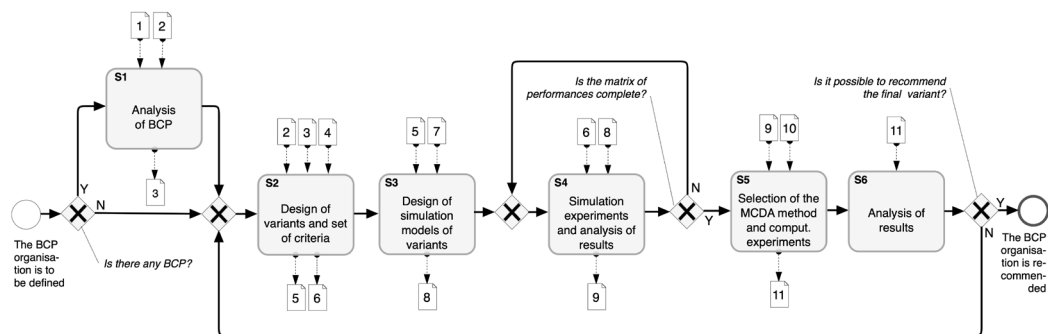 1
2
S1
Analysis
of BCP
3
Y
N
The BCP
organisa-
tion is to
be defined
Is there any BCP?
2
3
4
S2
Design of
variants and set
of criteria
5
6
5
7
S3
Design of
simulation
models of
variants
8
Is the matrix of
performances complete?
6
8
S4
Simulation
experiments
and analysis of
results
9
N
Y
9
10
S5
Selection of the
MCDA method
and comput.
experiments
11
Is it possible to recommend
the final variant?
11
S6
Analysis of
results
Y
N
The BCP
organisa-
tion is re-
commen-
ded